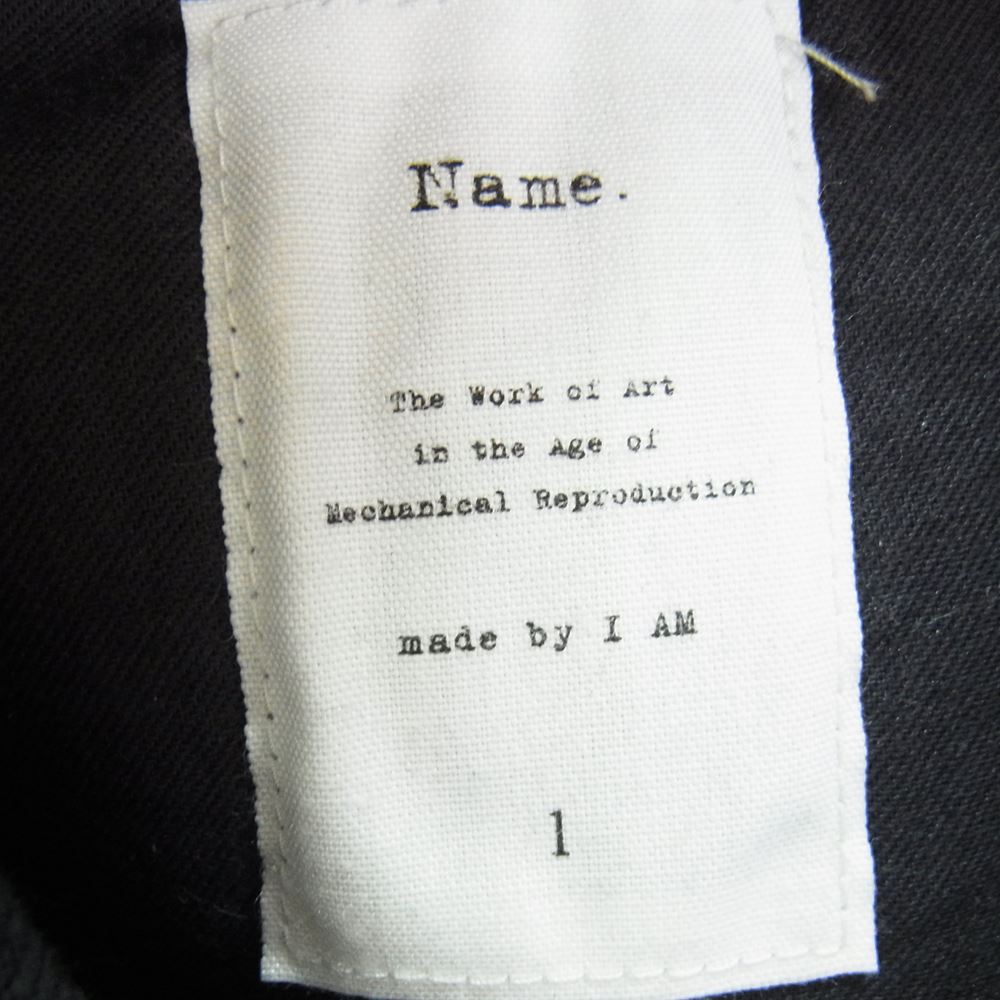 Name.
The Work of Art
in the Age of
Mechanical Reproduction
made by I AM
1